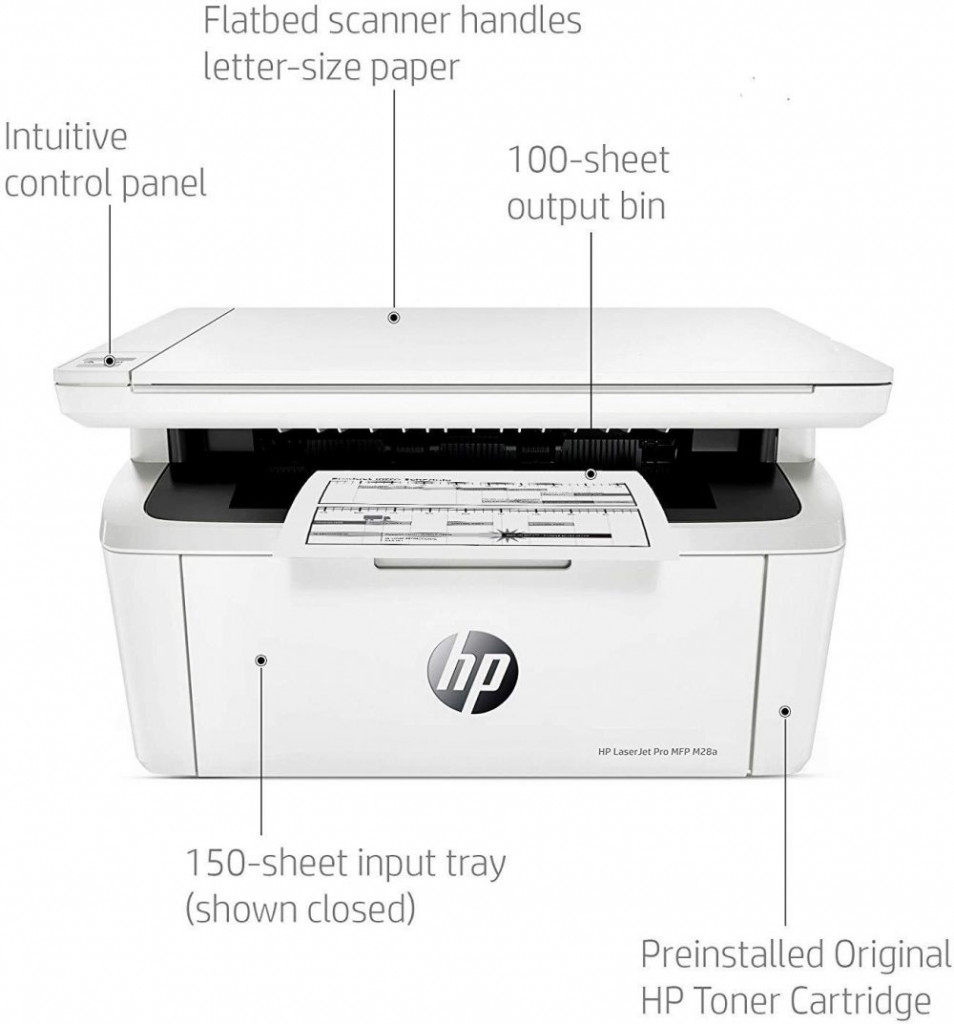 Flatbed scanner handles
letter-size paper
Intuitive
control panel
100-sheet
output bin
hp
HP LaserJet Pro MFP M28a
150-sheet input tray
(shown closed)
Preinstalled Original
HP Toner Cartridge